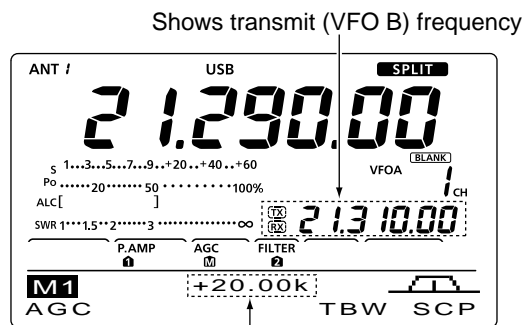 Shows transmit (VFO B) frequency
ANT 1 USB SPLIT
21.290.00
S 1•••3•••5•••7•••9••+20••+40••+60
VFOA BLANK
Po ••••••20•••••••50•••••••••100%
1 CH
ALC[ ]
TX
RX 21.310.00
SWR 1•••1.5••2•••••3••••••••••••••••∞
P.AMP AGC FILTER
1 M 2
M1 +20.00k
AGC TBW SCP